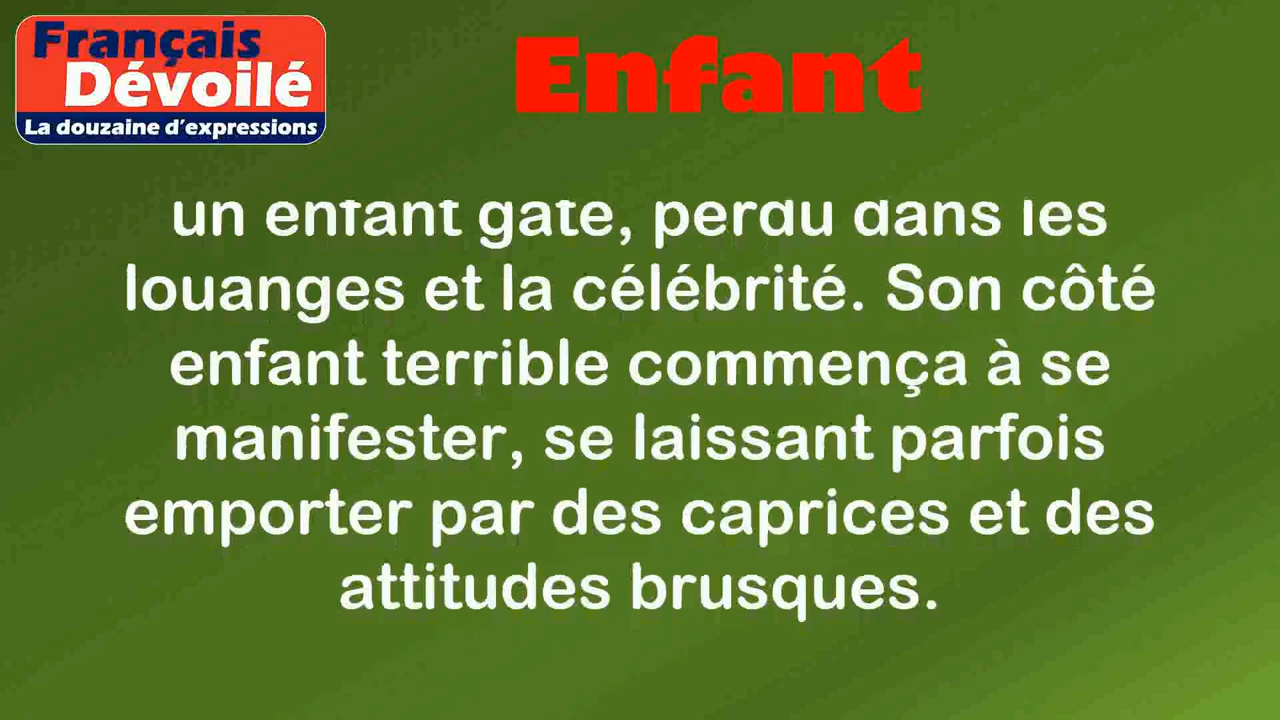 Français
Dévoilé
La douzaine d'expressions
Enfant
un enfant gâté, perdu dans les
louanges et la célébrité. Son côté
enfant terrible commença à se
manifester, se laissant parfois
emporter par des caprices et des
attitudes brusques.